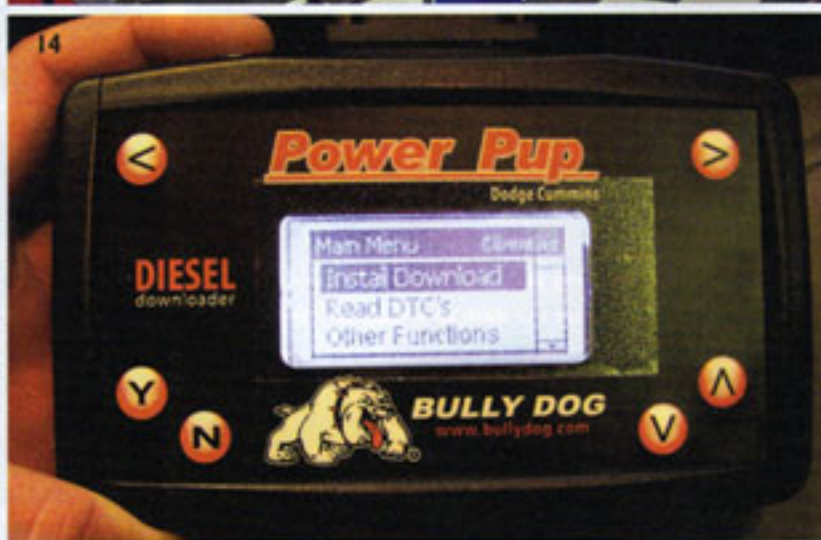 14
< Power Pup >
Dodge Cummins
Main Menu
Install Download
Read DTC's
Other Functions
DIESEL
downloader
Y
N
BULLY DOG
www.bullydog.com
V
Λ